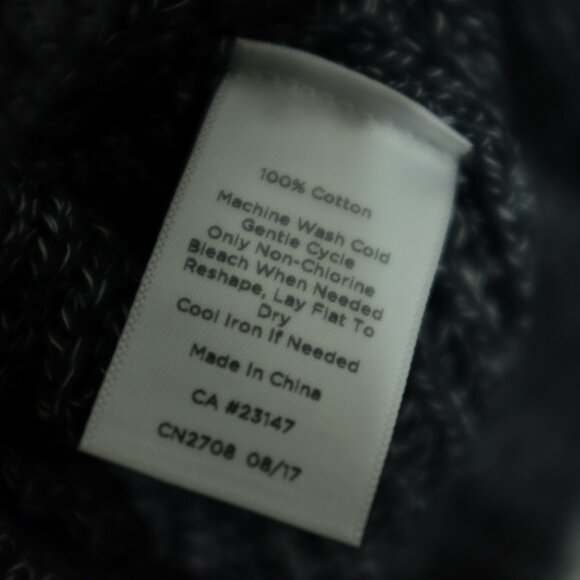 100% Cotton
Machine Wash Cold
Gentle Cycle
Only Non-Chlorine
Bleach When Needed
Reshape, Lay Flat To
Dry
Cool Iron If Needed
Made In China
CA #23147
CN2708 08/17